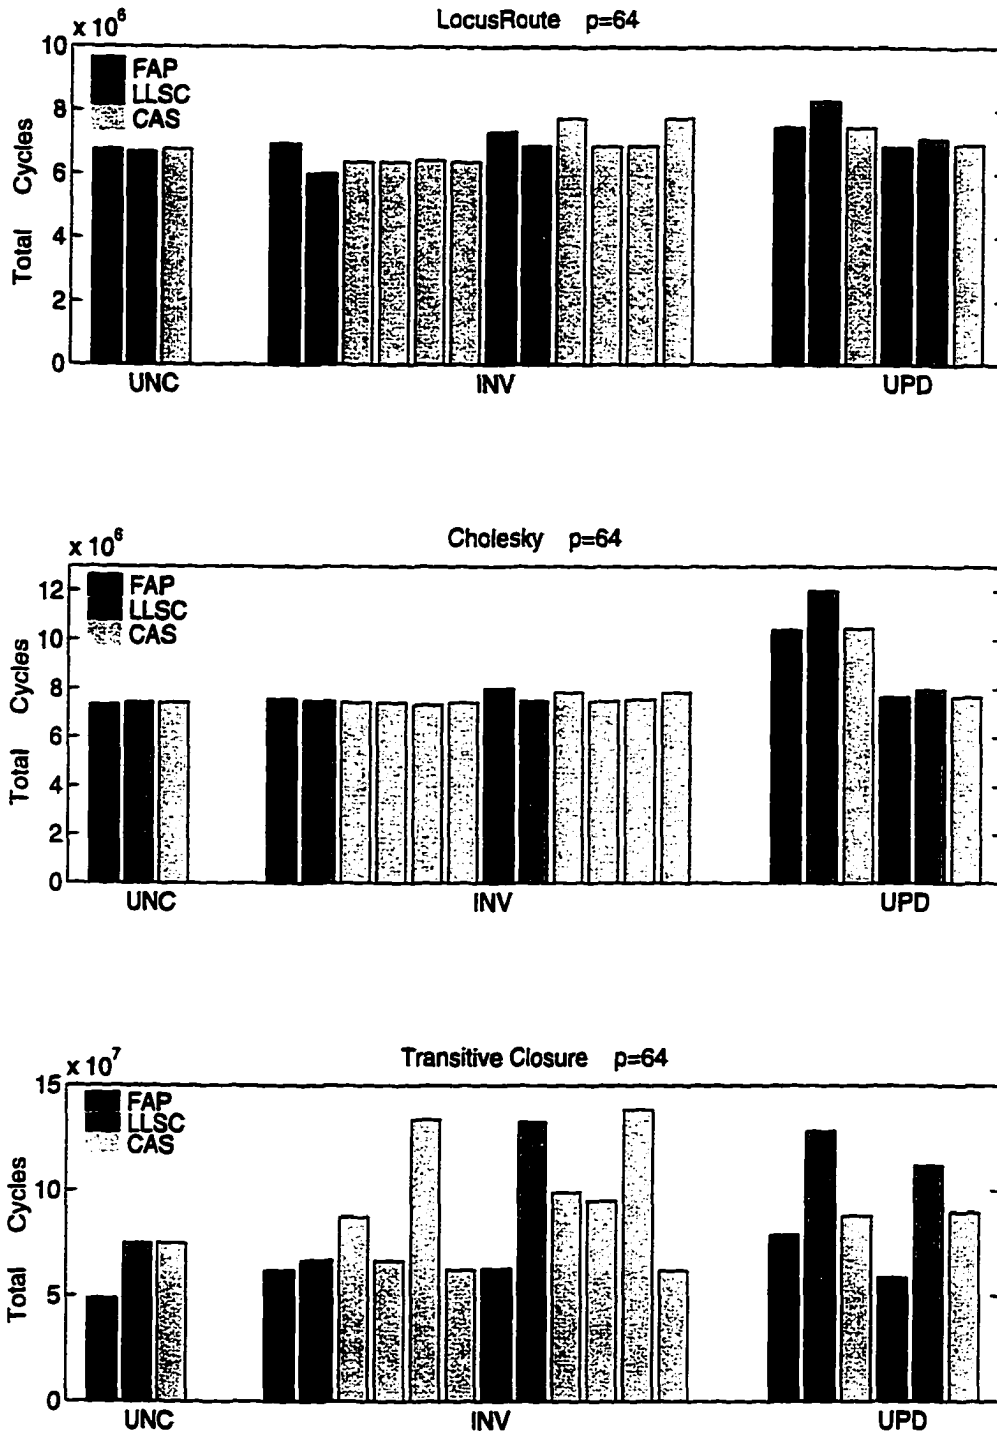 LocusRoute p=64
x 10^6
10
FAP
LLSC
CAS
8
6
4
2
0
Total Cycles
UNC INV UPD
Cholesky p=64
x 10^6
12
FAP
LLSC
CAS
10
8
6
4
2
0
Total Cycles
UNC INV UPD
Transitive Closure p=64
x 10^7
15
FAP
LLSC
CAS
10
5
0
Total Cycles
UNC INV UPD